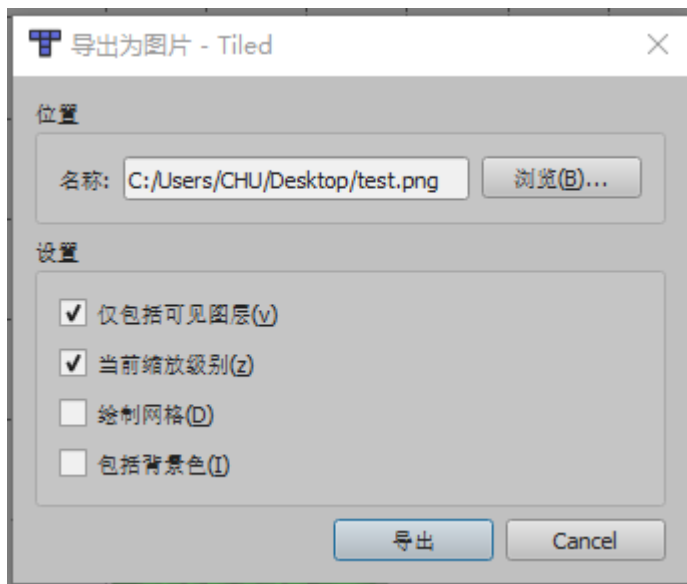 导出为图片 - Tiled
位置
名称: C:/Users/CHU/Desktop/test.png 浏览(B)...
设置
仅包括可见图层(v)
当前缩放级别(z)
绘制网格(D)
包括背景色(I)
导出 Cancel